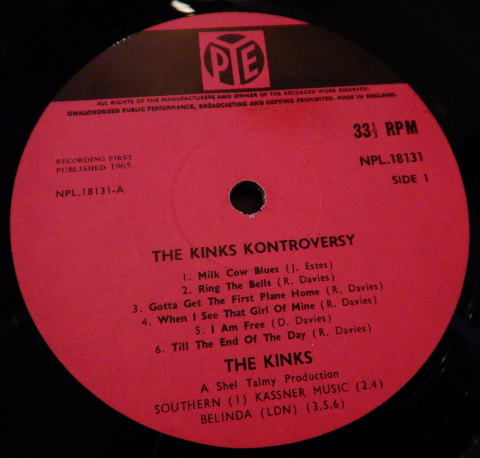 PYE
ALL RIGHTS OF THE MANUFACTURERS AND OWNER OF THE RECORDED WORK RESERVED.
UNAUTHORISED PUBLIC PERFORMANCE, BROADCASTING AND COPYING PROHIBITED. MADE IN ENGLAND.
33⅓ RPM
RECORDING FIRST
PUBLISHED 1965
NPL.18131
NPL.18131-A
SIDE 1
THE KINKS KONTROVERSY
1. Milk Cow Blues (J. Estes)
2. Ring The Bells (R. Davies)
3. Gotta Get The First Plane Home (R. Davies)
4. When I See That Girl Of Mine (R. Davies)
5. I Am Free (D. Davies)
6. Till The End Of The Day (R. Davies)
THE KINKS
A Shel Talmy Production
SOUTHERN (1) KASSNER MUSIC (2,4)
BELINDA (LDN) (3,5,6)